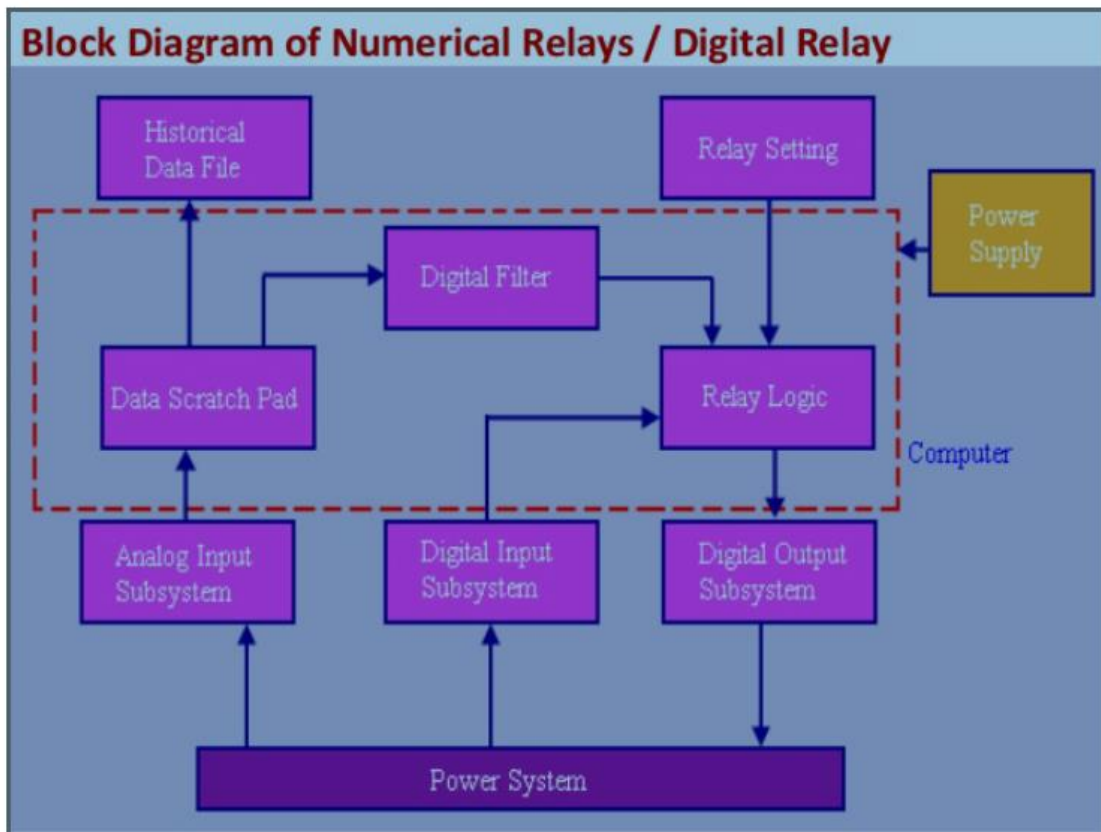 Block Diagram of Numerical Relays / Digital Relay
Historical
Data File
Relay Setting
Power
Supply
Digital Filter
Data Scratch Pad
Relay Logic
Computer
Analog Input
Subsystem
Digital Input
Subsystem
Digital Output
Subsystem
Power System